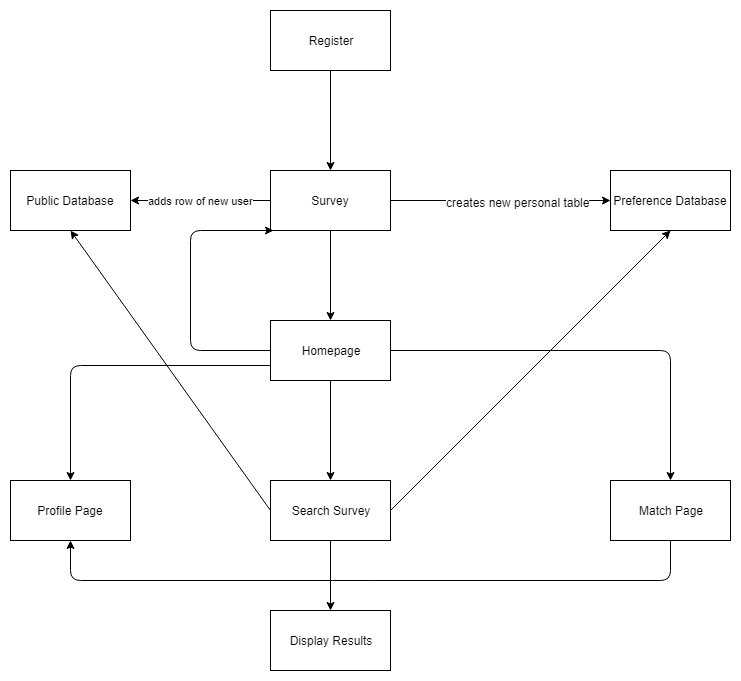 Register
Public Database
adds row of new user
Survey
creates new personal table
Preference Database
Homepage
Profile Page
Search Survey
Match Page
Display Results